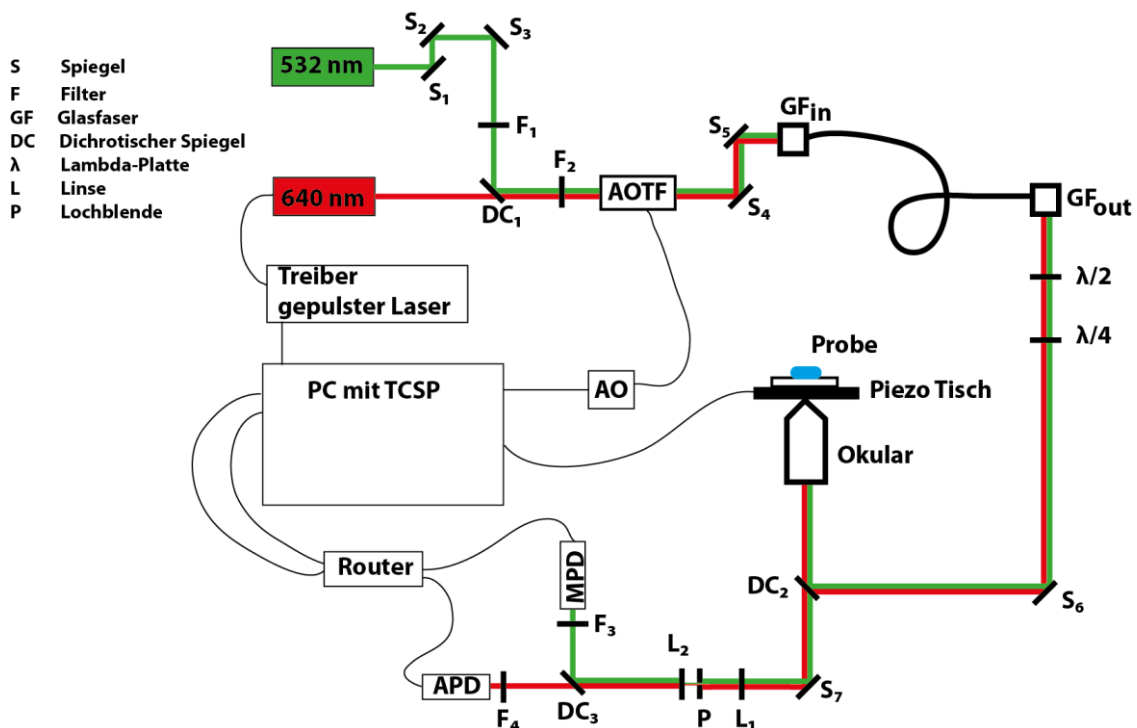 S Spiegel
F Filter
GF Glasfaser
DC Dichrotischer Spiegel
λ Lambda-Platte
L Linse
P Lochblende
532 nm
S₂
S₃
S₁
F₁
640 nm
DC₁
F₂
AOTF
S₅
S₄
GFin
GFout
λ/2
λ/4
Treiber
gepulster Laser
PC mit TCSP
AO
Probe
Piezo Tisch
Okular
Router
MPD
F₃
APD
F₄
DC₃
L₂
P
L₁
S₇
DC₂
S₆